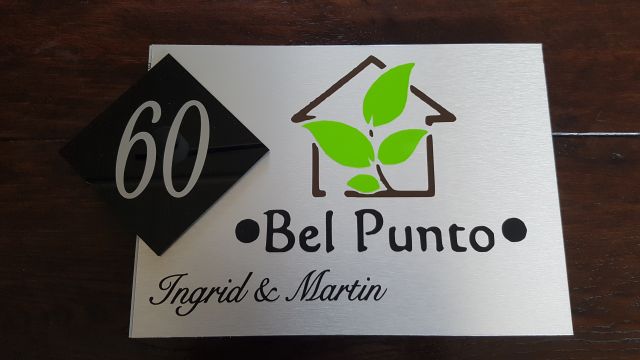 60
•Bel Punto•
Ingrid & Martin